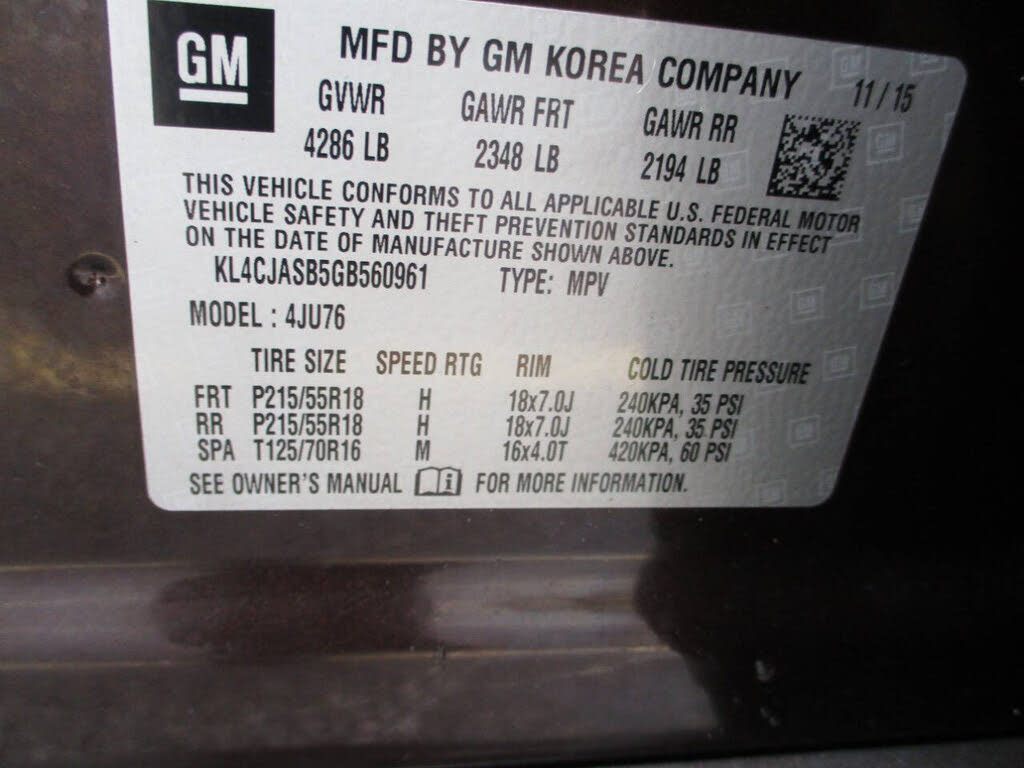 GM
MFD BY GM KOREA COMPANY 11 / 15
GVWR GAWR FRT GAWR RR
4286 LB 2348 LB 2194 LB
THIS VEHICLE CONFORMS TO ALL APPLICABLE U.S. FEDERAL MOTOR
VEHICLE SAFETY AND THEFT PREVENTION STANDARDS IN EFFECT
ON THE DATE OF MANUFACTURE SHOWN ABOVE.
KL4CJASB5GB560961 TYPE: MPV
MODEL : 4JU76
TIRE SIZE SPEED RTG RIM COLD TIRE PRESSURE
FRT P215/55R18 H 18x7.0J 240KPA, 35 PSI
RR P215/55R18 H 18x7.0J 240KPA, 35 PSI
SPA T125/70R16 M 16x4.0T 420KPA, 60 PSI
SEE OWNER'S MANUAL i FOR MORE INFORMATION.